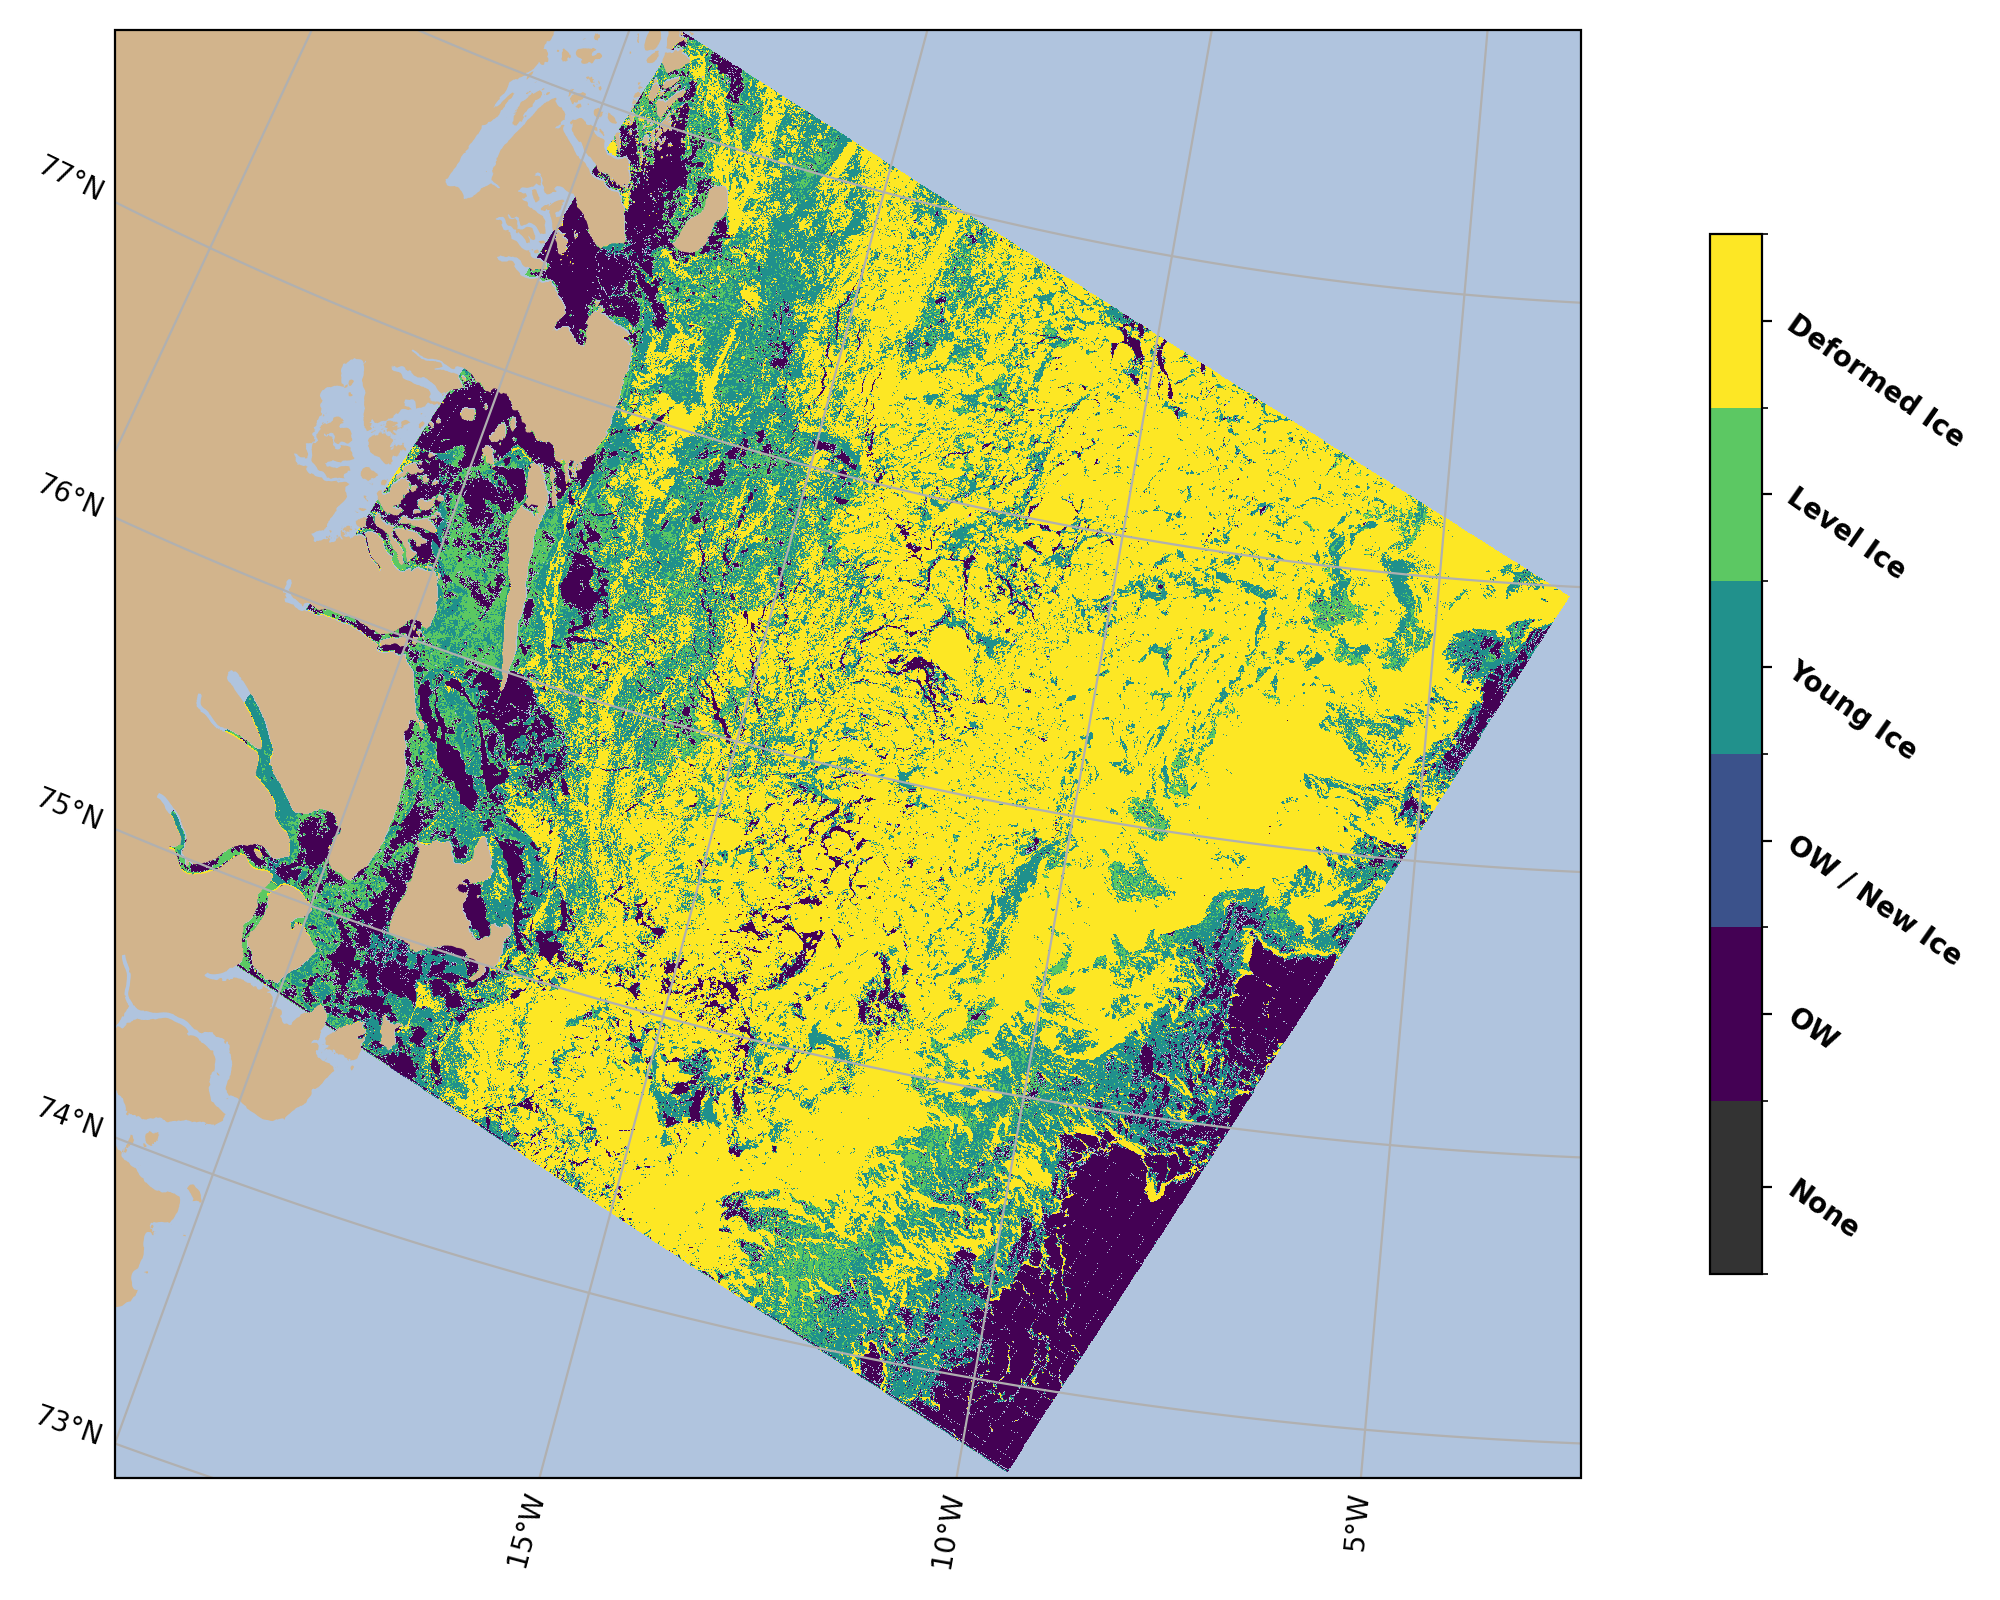 77°N
76°N
75°N
74°N
73°N
15°W
10°W
5°W
Deformed Ice
Level Ice
Young Ice
OW / New Ice
OW
None